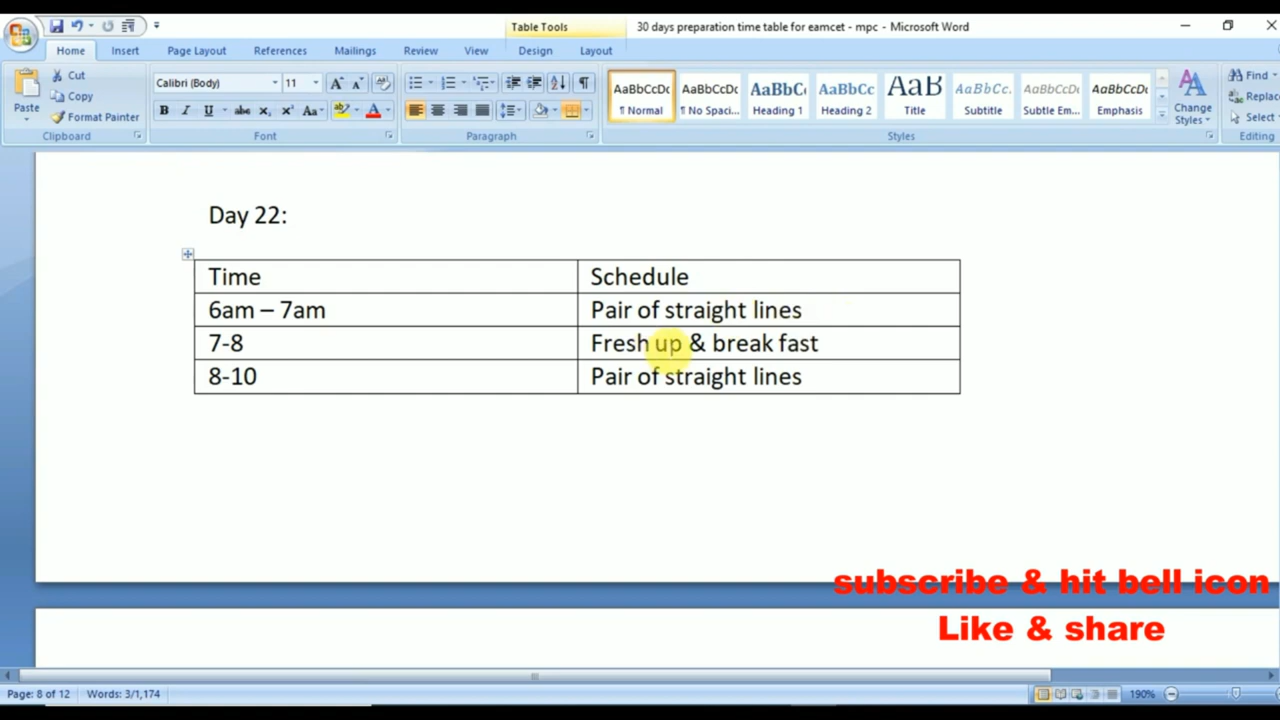 Table Tools
30 days preparation time table for eamcet - mpc - Microsoft Word
Home Insert Page Layout References Mailings Review View Design Layout
Paste
Cut
Copy
Format Painter
Clipboard
Calibri (Body) 11
B I U abc x₂ x² Aa
Font
Paragraph
AaBbCcDc AaBbCcDc AaBbC AaBbCc AaB AaBbCc. AaBbCcDc AaBbCcDc
¶ Normal ¶ No Spaci... Heading 1 Heading 2 Title Subtitle Subtle Em... Emphasis
Change Styles
Styles
Find
Replac
Select
Editing
Day 22:
Time Schedule
6am – 7am Pair of straight lines
7-8 Fresh up & break fast
8-10 Pair of straight lines
subscribe & hit bell icon
Like & share
Page: 8 of 12 Words: 3/1,174 190%